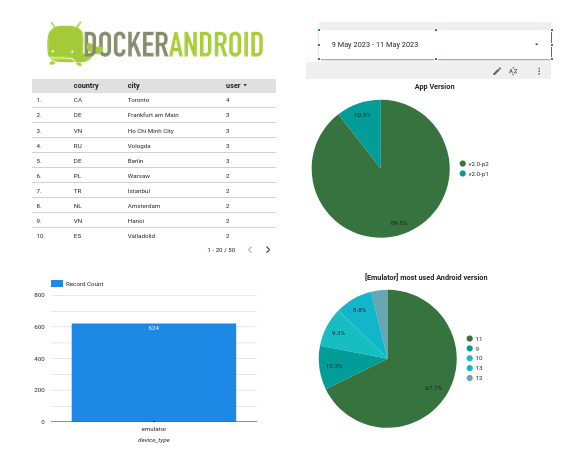 DOCKERANDROID
9 May 2023 - 11 May 2023
country city user
1. CA Toronto 4
2. DE Frankfurt am Main 3
3. VN Ho Chi Minh City 3
4. RU Vologda 3
5. DE Berlin 3
6. PL Warsaw 2
7. TR Istanbul 2
8. NL Amsterdam 2
9. VN Hanoi 2
10. ES Valladolid 2
1 - 20 / 50
App Version
10.5%
89.5%
v2.0-p2
v2.0-p1
Record Count
800
600
400
200
0
624
emulator
device_type
[Emulator] most used Android version
8.8%
9.3%
10.3%
67.7%
11
9
10
13
12